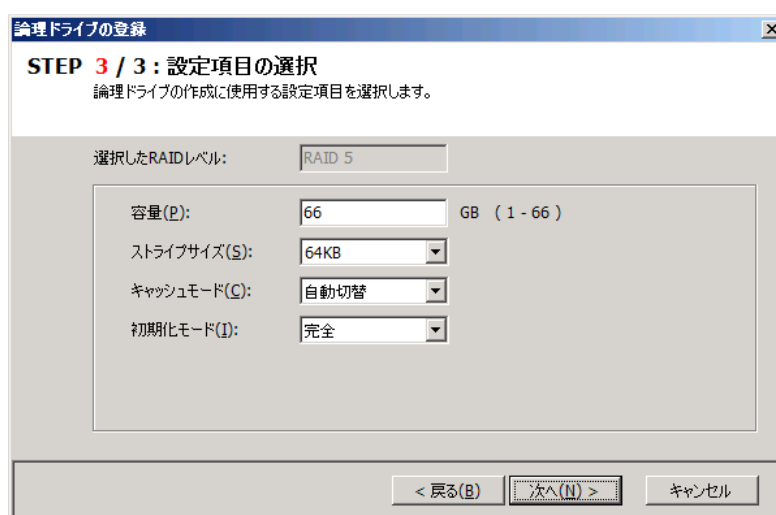 論理ドライブの登録
STEP 3 / 3 : 設定項目の選択
論理ドライブの作成に使用する設定項目を選択します。
選択したRAIDレベル: RAID 5
容量(P): 66 GB ( 1 - 66 )
ストライプサイズ(S): 64KB
キャッシュモード(C): 自動切替
初期化モード(I): 完全
< 戻る(B) 次へ(N) > キャンセル